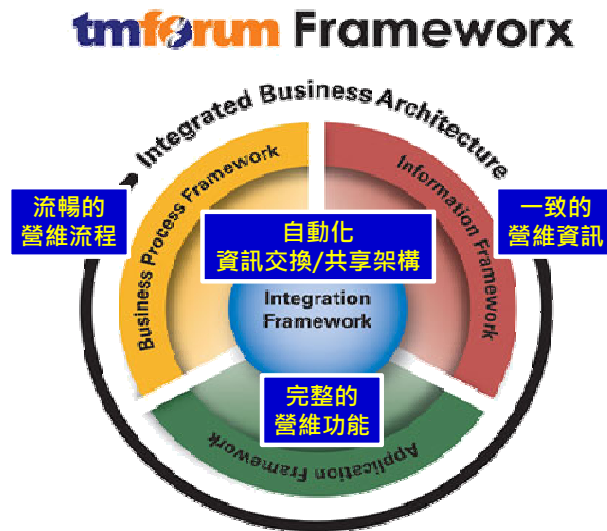 tmforum Frameworx
Integrated Business Architecture
Business Process Framework
Information Framework
流暢的
營維流程
自動化
資訊交換/共享架構
一致的
營維資訊
Integration
Framework
完整的
營維功能
Application Framework